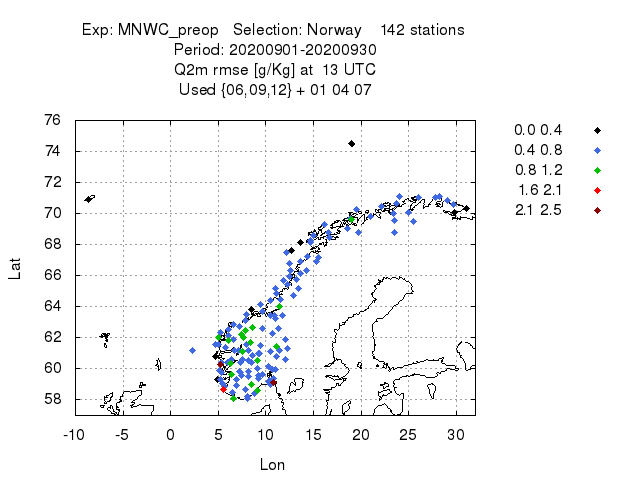 Exp: MNWC_preop Selection: Norway 142 stations
Period: 20200901-20200930
Q2m rmse [g/Kg] at 13 UTC
Used {06,09,12} + 01 04 07
76
74
72
70
68
66
64
62
60
58
Lat
-10 -5 0 5 10 15 20 25 30
Lon
0.0 0.4
0.4 0.8
0.8 1.2
1.6 2.1
2.1 2.5